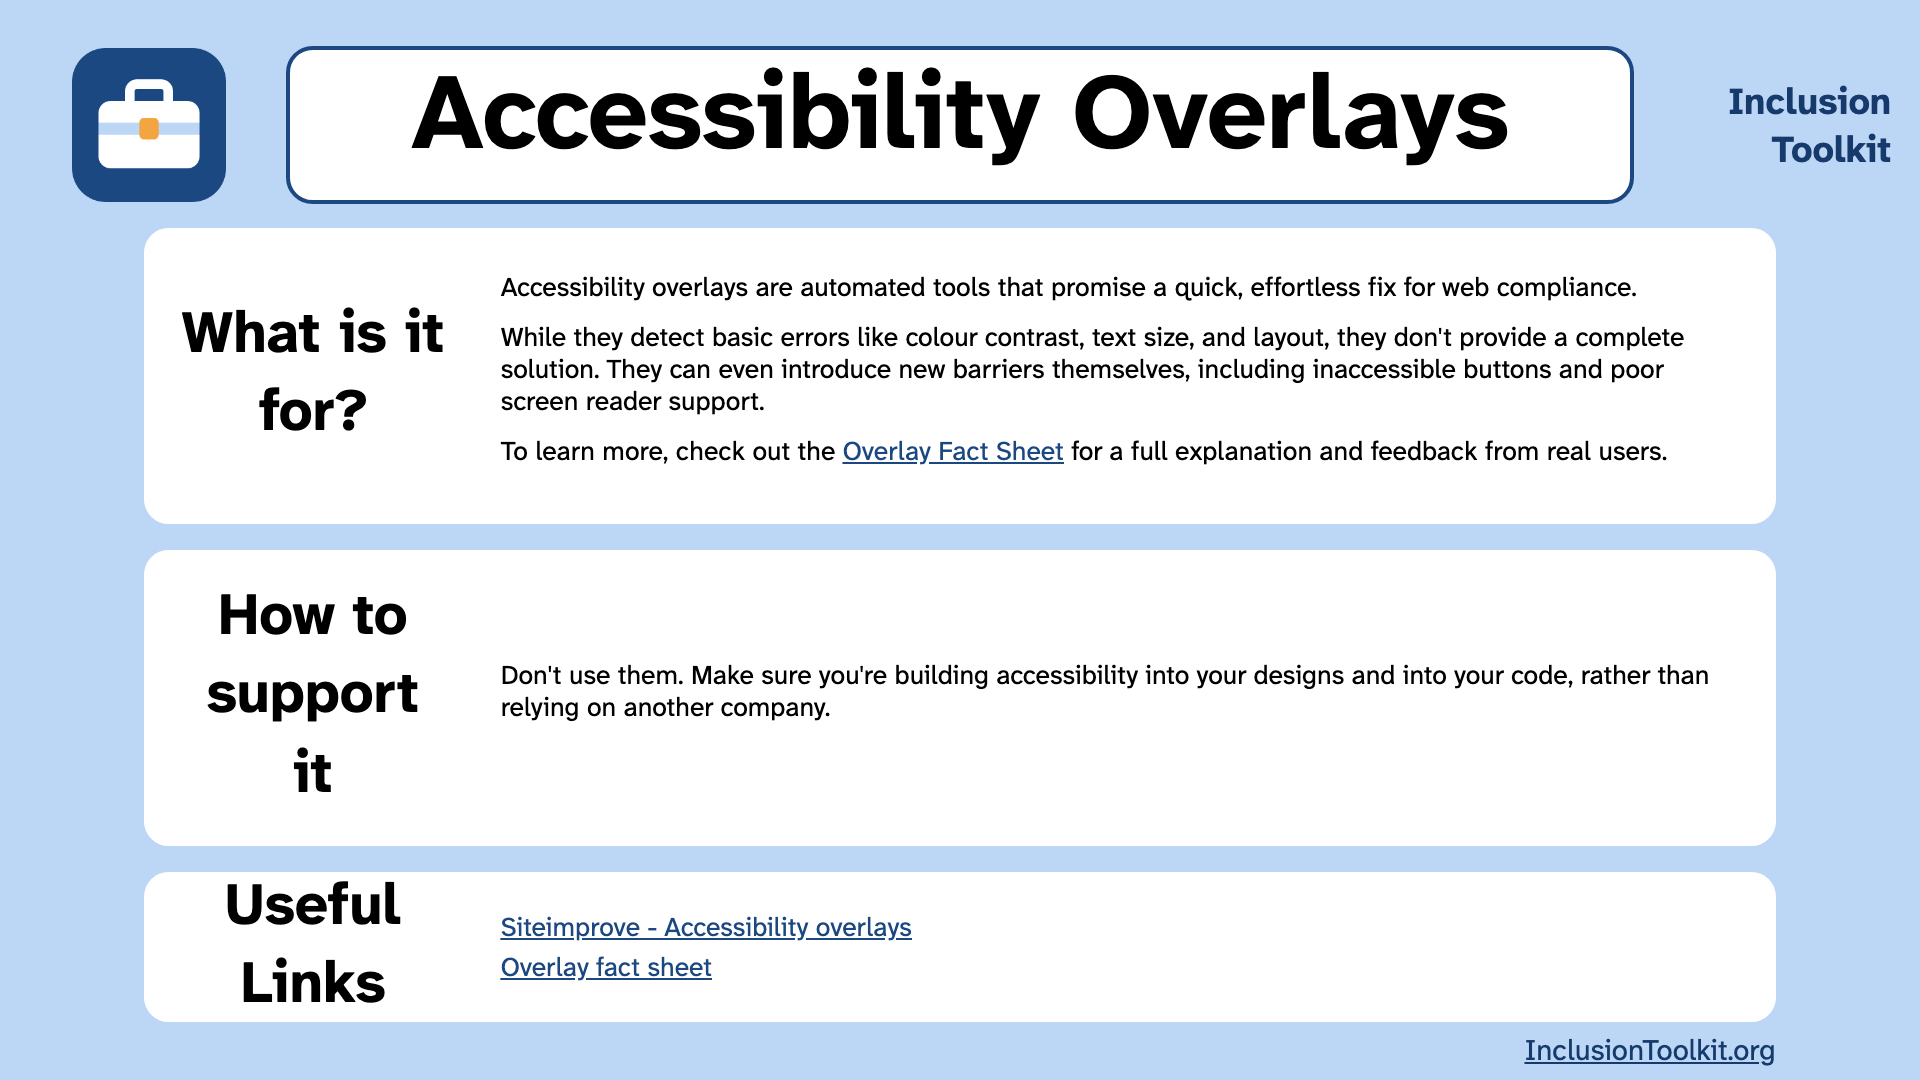 Accessibility Overlays
Inclusion
Toolkit
What is it
for?
Accessibility overlays are automated tools that promise a quick, effortless fix for web compliance.
While they detect basic errors like colour contrast, text size, and layout, they don't provide a complete
solution. They can even introduce new barriers themselves, including inaccessible buttons and poor
screen reader support.
To learn more, check out the Overlay Fact Sheet for a full explanation and feedback from real users.
How to
support
it
Don't use them. Make sure you're building accessibility into your designs and into your code, rather than
relying on another company.
Useful
Links
Siteimprove - Accessibility overlays
Overlay fact sheet
InclusionToolkit.org